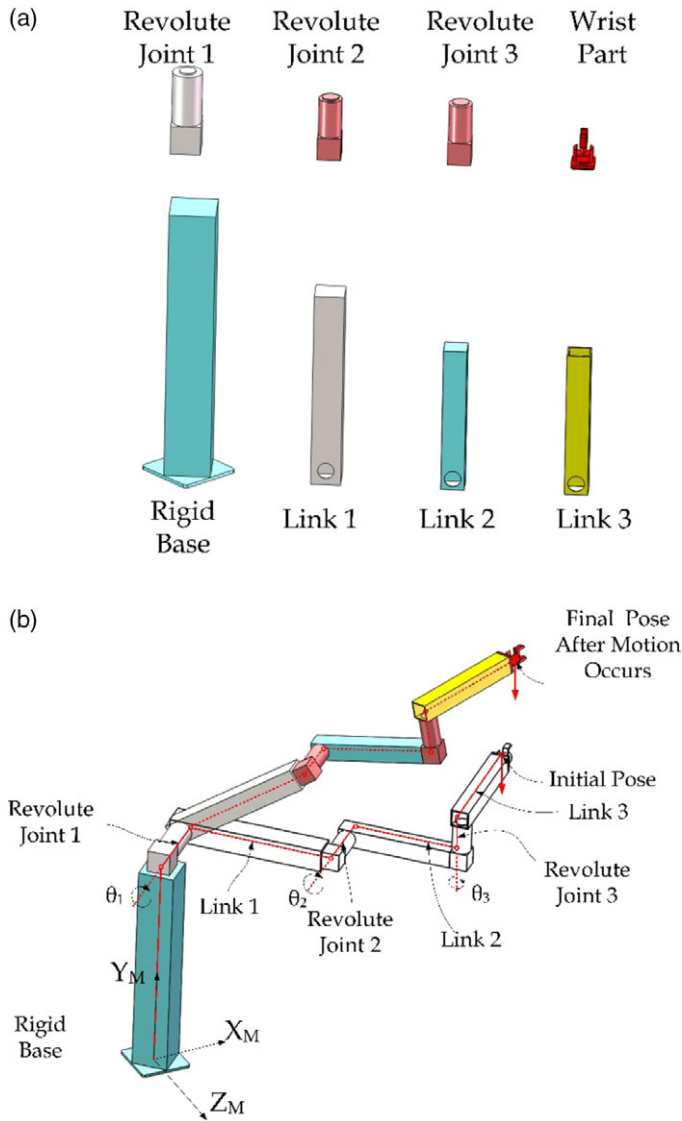 (a)
Revolute
Joint 1
Revolute
Joint 2
Revolute
Joint 3
Wrist
Part
Rigid
Base
Link 1
Link 2
Link 3
(b)
Final Pose
After Motion
Occurs
Initial Pose
Link 3
Revolute
Joint 1
Revolute
Joint 3
θ1
Link 1
θ2
Revolute
Joint 2
θ3
Link 2
YM
Rigid
Base
XM
ZM